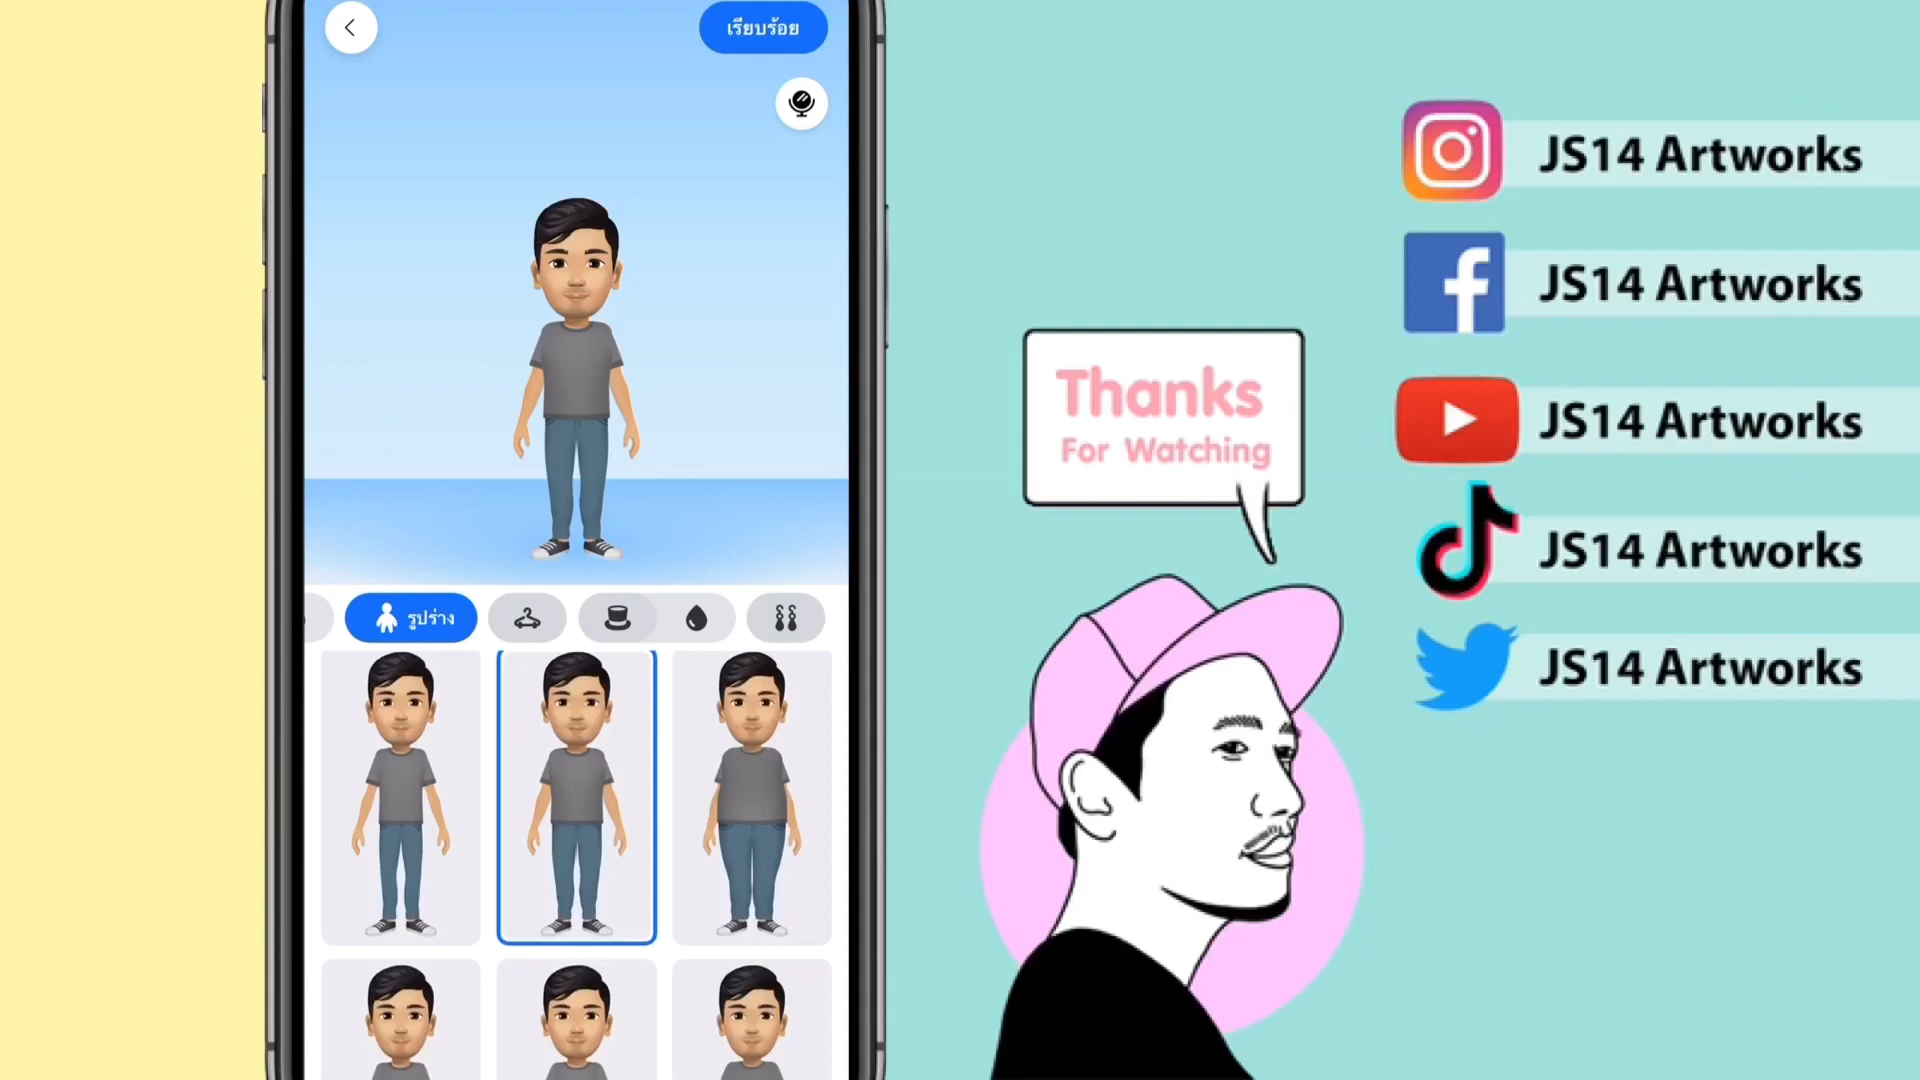 เรียบร้อย
รูปร่าง
Thanks
For Watching
JS14 Artworks
JS14 Artworks
JS14 Artworks
JS14 Artworks
JS14 Artworks